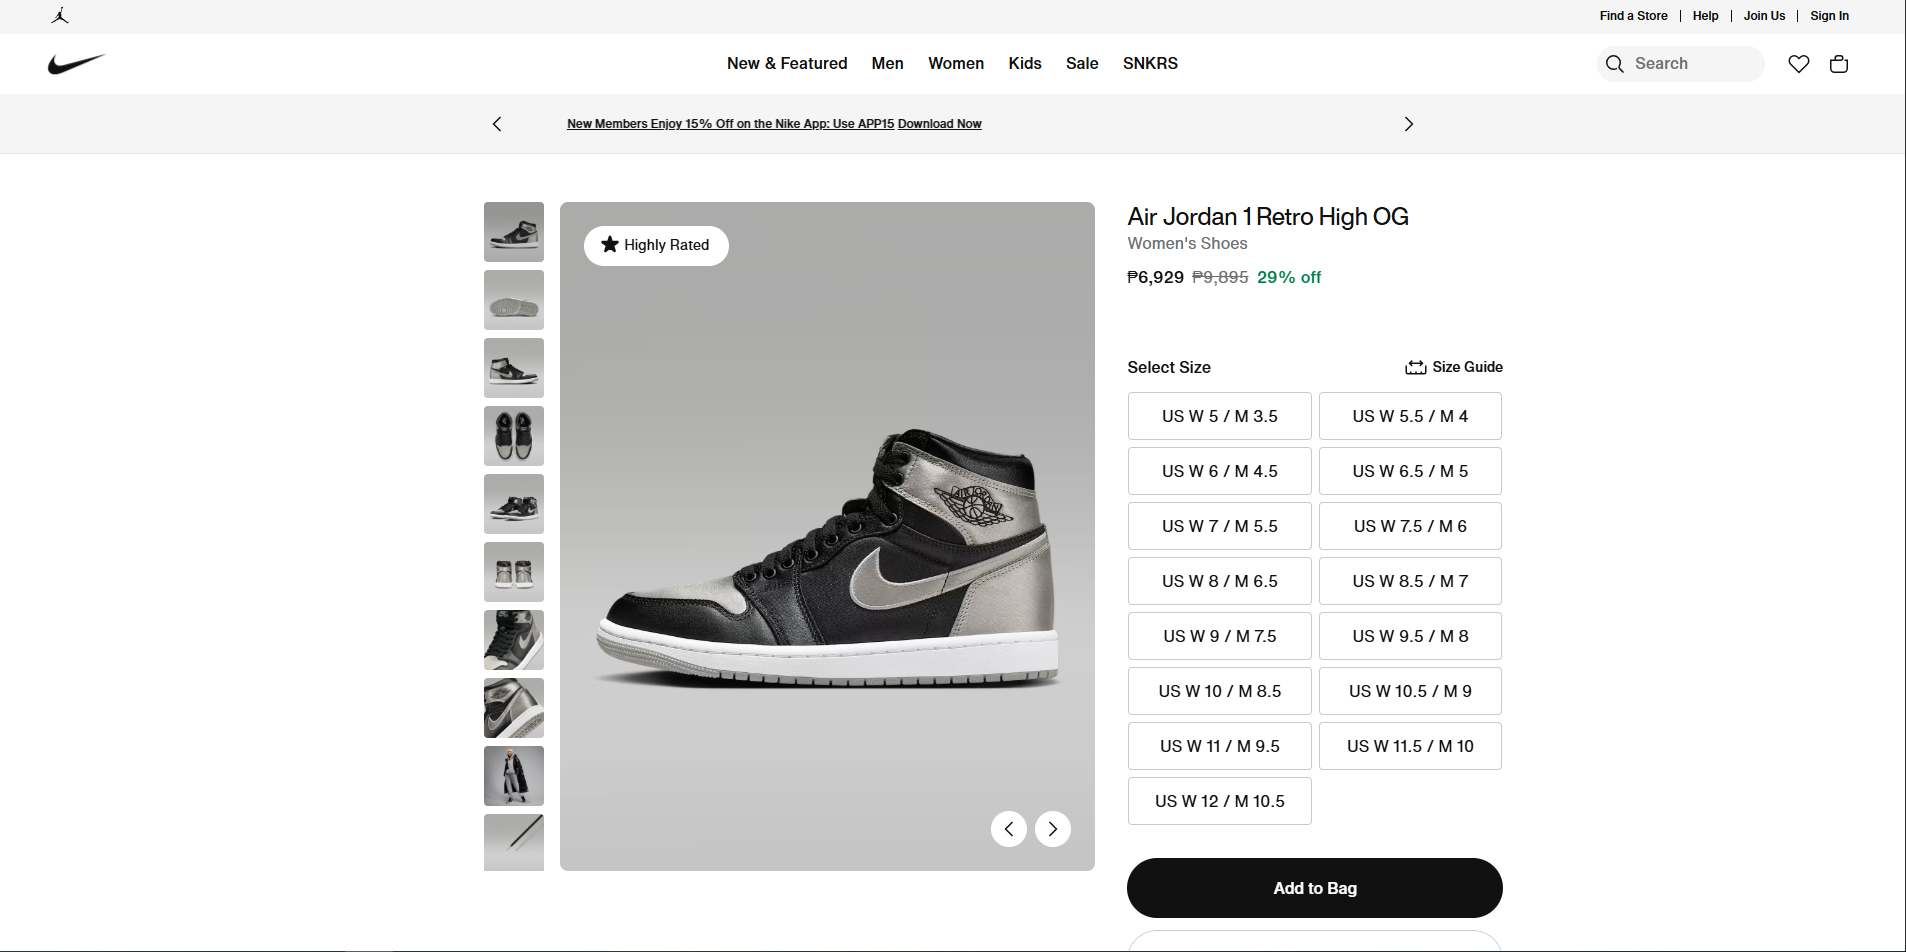 Find a Store | Help | Join Us | Sign In
New & Featured Men Women Kids Sale SNKRS
Search
New Members Enjoy 15% Off on the Nike App: Use APP15 Download Now
Highly Rated
AIR JORDAN
Air Jordan 1 Retro High OG
Women's Shoes
₱6,929 ₱9,895 29% off
Select Size
Size Guide
US W 5 / M 3.5
US W 5.5 / M 4
US W 6 / M 4.5
US W 6.5 / M 5
US W 7 / M 5.5
US W 7.5 / M 6
US W 8 / M 6.5
US W 8.5 / M 7
US W 9 / M 7.5
US W 9.5 / M 8
US W 10 / M 8.5
US W 10.5 / M 9
US W 11 / M 9.5
US W 11.5 / M 10
US W 12 / M 10.5
Add to Bag